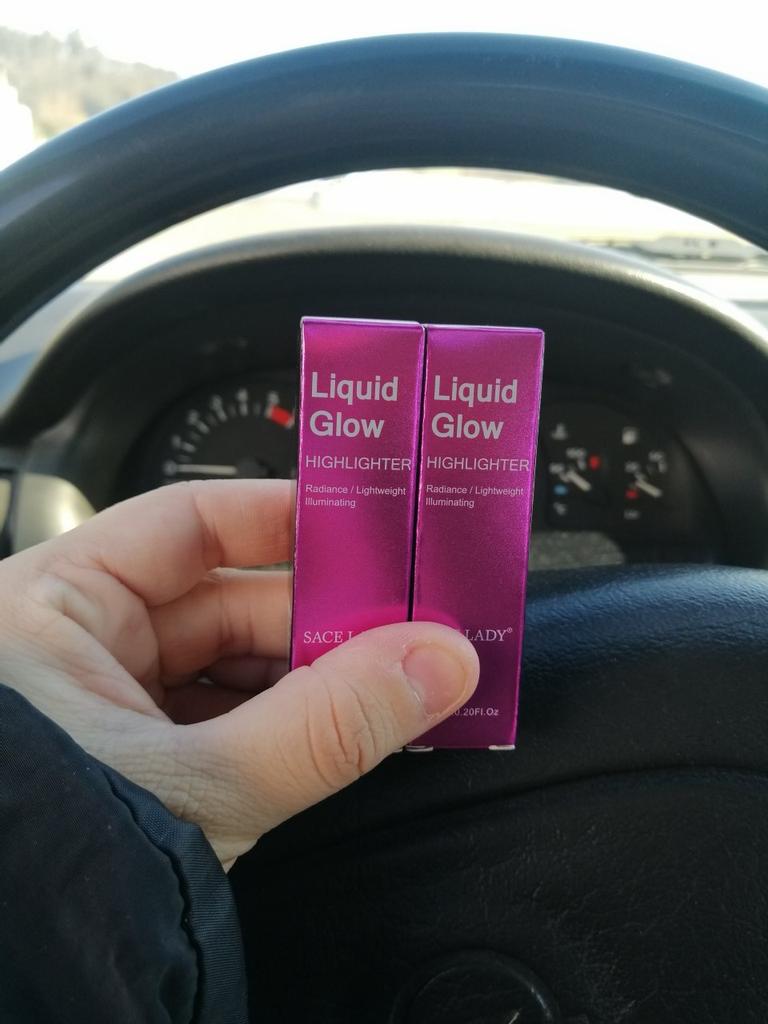 Liquid
Glow
HIGHLIGHTER
Radiance / Lightweight
Illuminating
SACE
Liquid
Glow
HIGHLIGHTER
Radiance / Lightweight
Illuminating
LADY®
0.20Fl.Oz